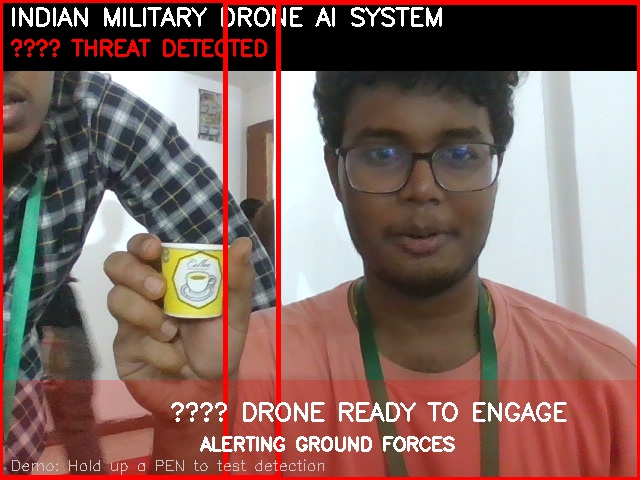 INDIAN MILITARY DRONE AI SYSTEM
???? THREAT DETECTED
Coffee
???? DRONE READY TO ENGAGE
ALERTING GROUND FORCES
Demo: Hold up a PEN to test detection